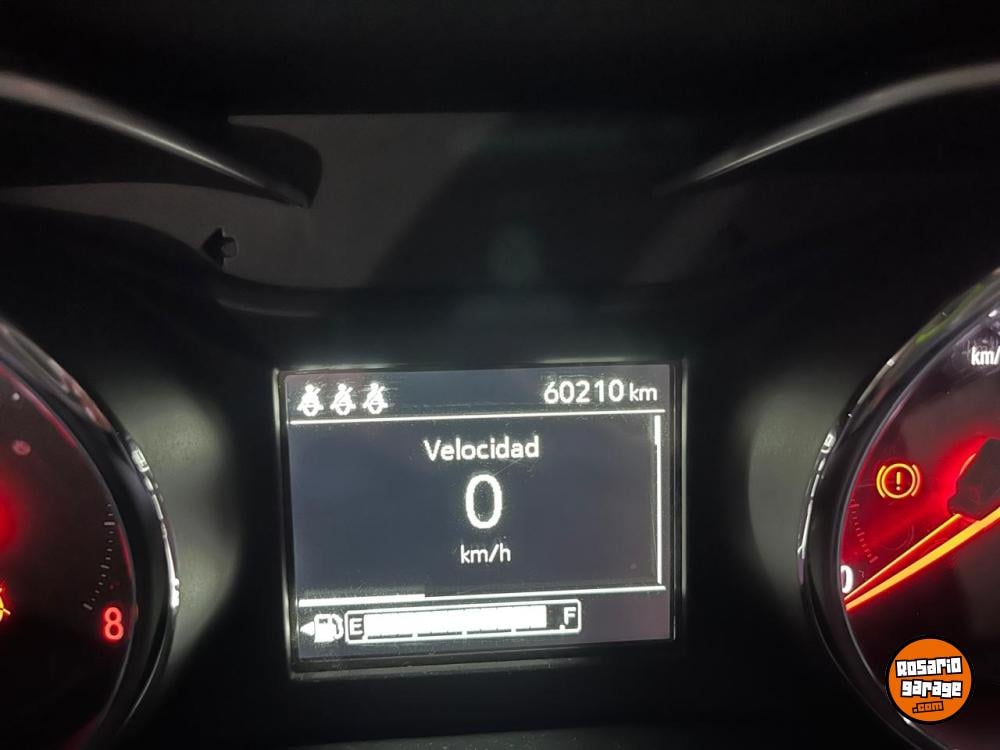 60210 km
Velocidad
0
km/h
E F
8
km/
0
!
Rosario
garage
.com